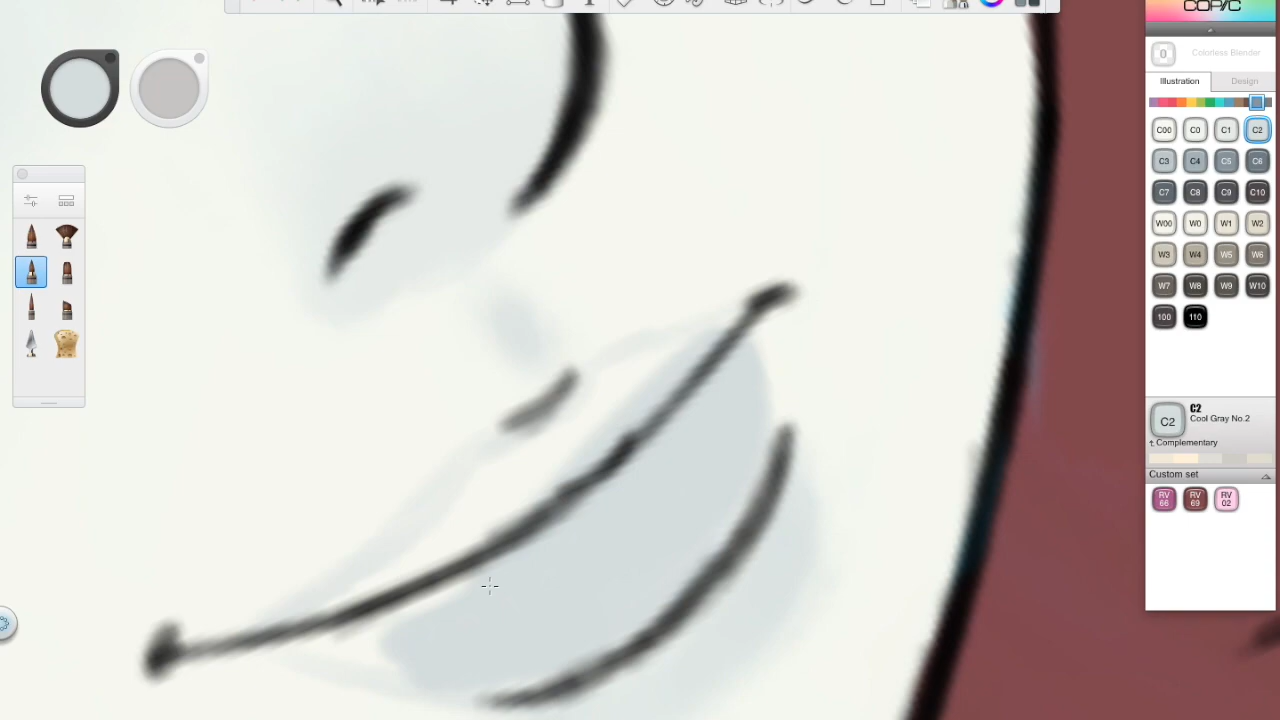 COPIC
0 Colorless Blender
Illustration Design
C00 C0 C1 C2
C3 C4 C5 C6
C7 C8 C9 C10
W00 W0 W1 W2
W3 W4 W5 W6
W7 W8 W9 W10
100 110
C2
C2
Cool Gray No.2
Complementary
Custom set
RV RV RV
66 69 02